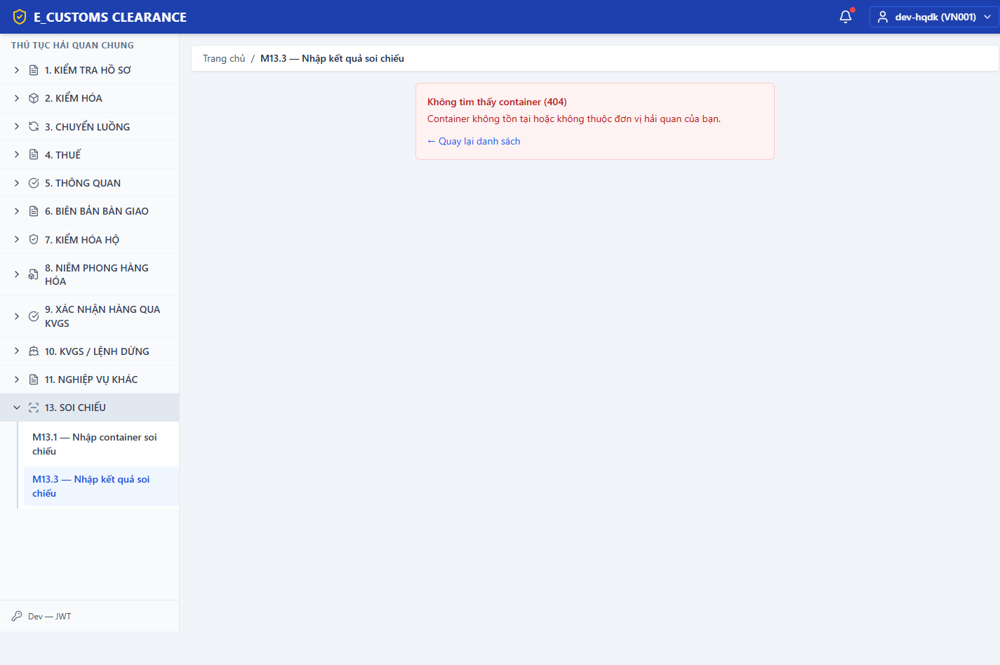 E_CUSTOMS CLEARANCE
dev-hqdk (VN001)
THỦ TỤC HẢI QUAN CHUNG
1. KIỂM TRA HỒ SƠ
2. KIỂM HÓA
3. CHUYỂN LUỒNG
4. THUẾ
5. THÔNG QUAN
6. BIÊN BẢN BÀN GIAO
7. KIỂM HÓA HỘ
8. NIÊM PHONG HÀNG
HÓA
9. XÁC NHẬN HÀNG QUA
KVGS
10. KVGS / LỆNH DỪNG
11. NGHIỆP VỤ KHÁC
13. SOI CHIẾU
M13.1 — Nhập container soi
chiếu
M13.3 — Nhập kết quả soi
chiếu
Dev — JWT
Trang chủ / M13.3 — Nhập kết quả soi chiếu
Không tìm thấy container (404)
Container không tồn tại hoặc không thuộc đơn vị hải quan của bạn.
← Quay lại danh sách